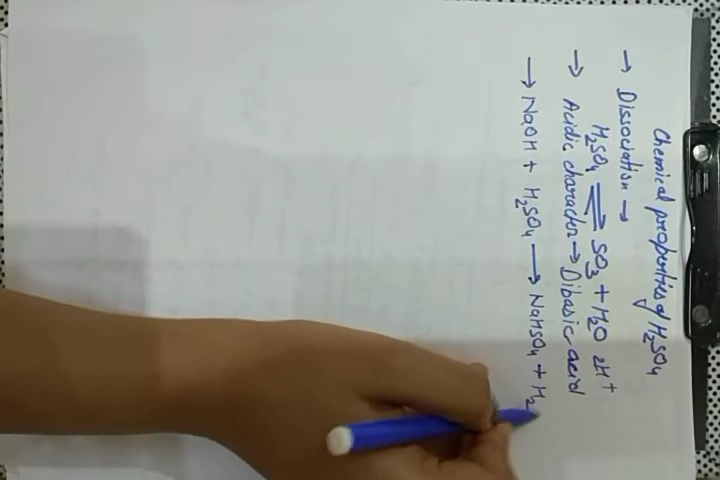 Chemical properties of H₂SO₄
→ Dissociation →
H₂SO₄ ⇌ SO₃ + H₂O 2H⁺
→ Acidic character → Dibasic acid
→ NaOH + H₂SO₄ → NaHSO₄ + H₂